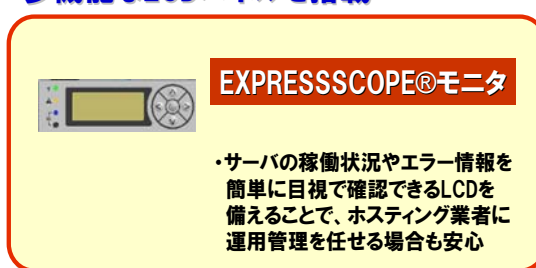 EXPRESSSCOPE®モニタ
・サーバの稼働状況やエラー情報を
簡単に目視で確認できるLCDを
備えることで、ホスティング業者に
運用管理を任せる場合も安心